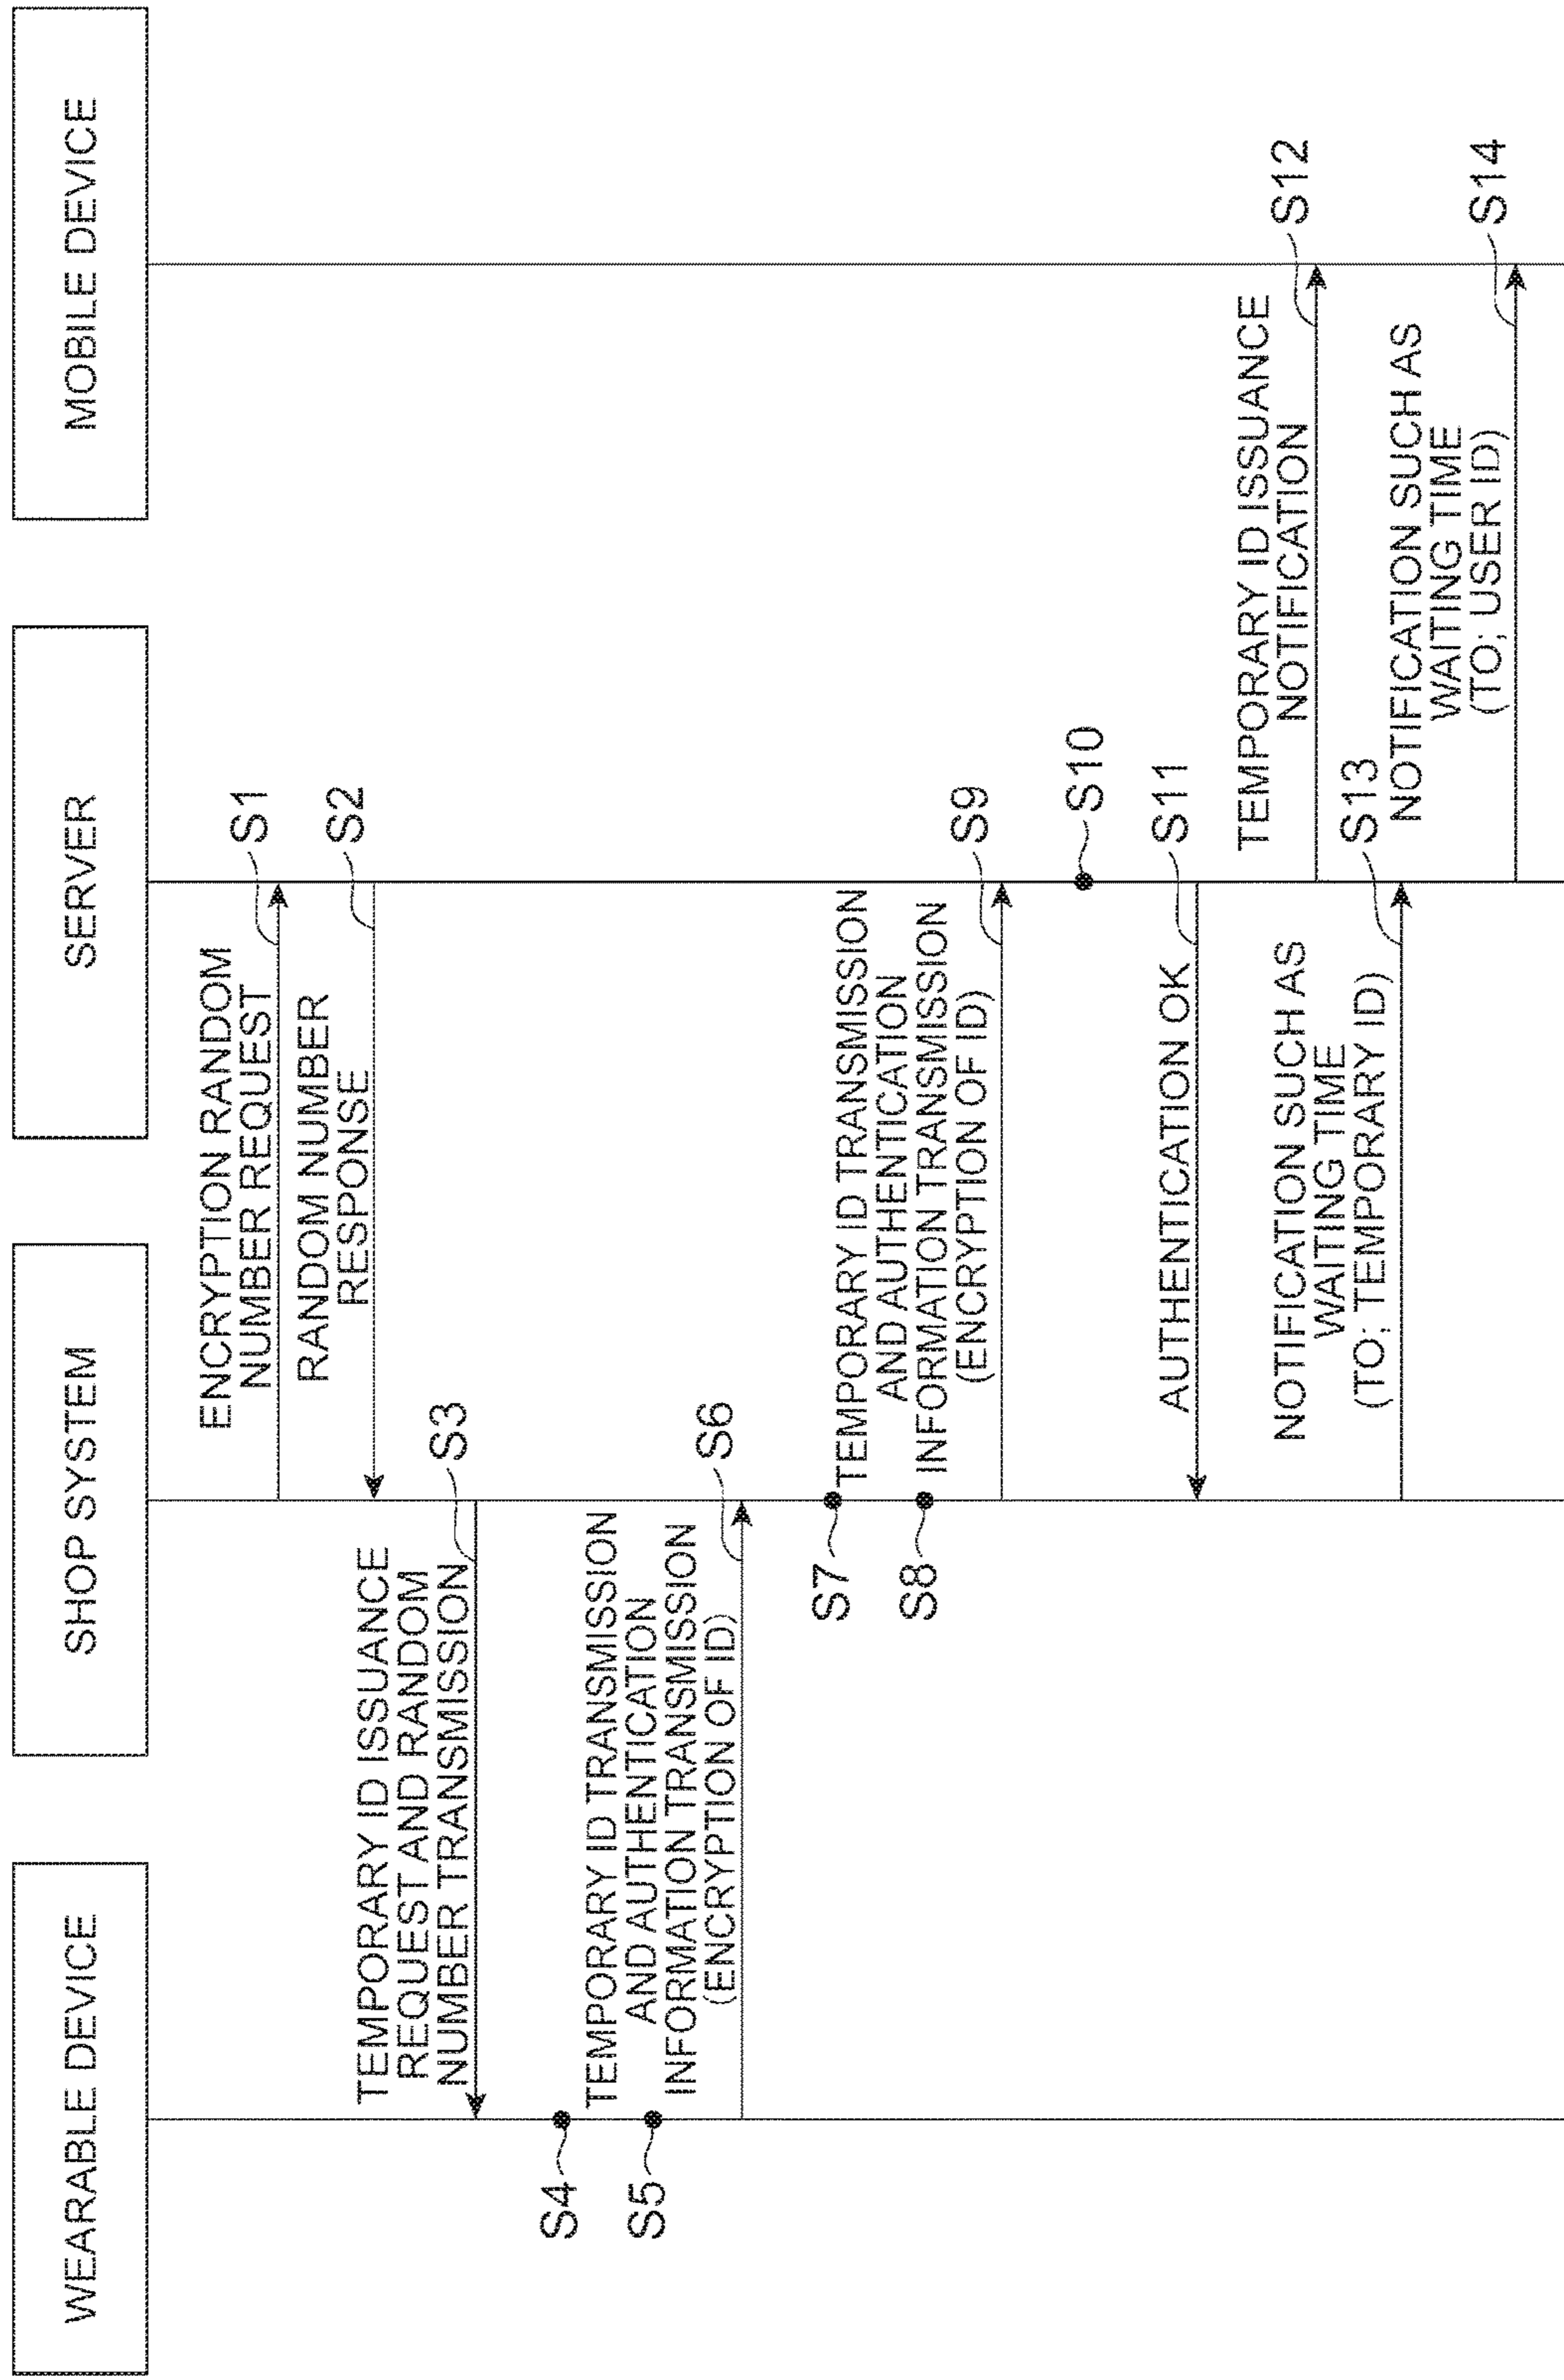 WEARABLE DEVICE
SHOP SYSTEM
SERVER
MOBILE DEVICE
ENCRYPTION RANDOM
NUMBER REQUEST
S1
RANDOM NUMBER
RESPONSE
S2
TEMPORARY ID ISSUANCE
REQUEST AND RANDOM
NUMBER TRANSMISSION
S3
S4
S5
TEMPORARY ID TRANSMISSION
AND AUTHENTICATION
INFORMATION TRANSMISSION
(ENCRYPTION OF ID)
S6
S7
S8
TEMPORARY ID TRANSMISSION
AND AUTHENTICATION
INFORMATION TRANSMISSION
(ENCRYPTION OF ID)
S9
S10
AUTHENTICATION OK
S11
TEMPORARY ID ISSUANCE
NOTIFICATION
S12
NOTIFICATION SUCH AS
WAITING TIME
(TO; TEMPORARY ID)
S13
NOTIFICATION SUCH AS
WAITING TIME
(TO; USER ID)
S14